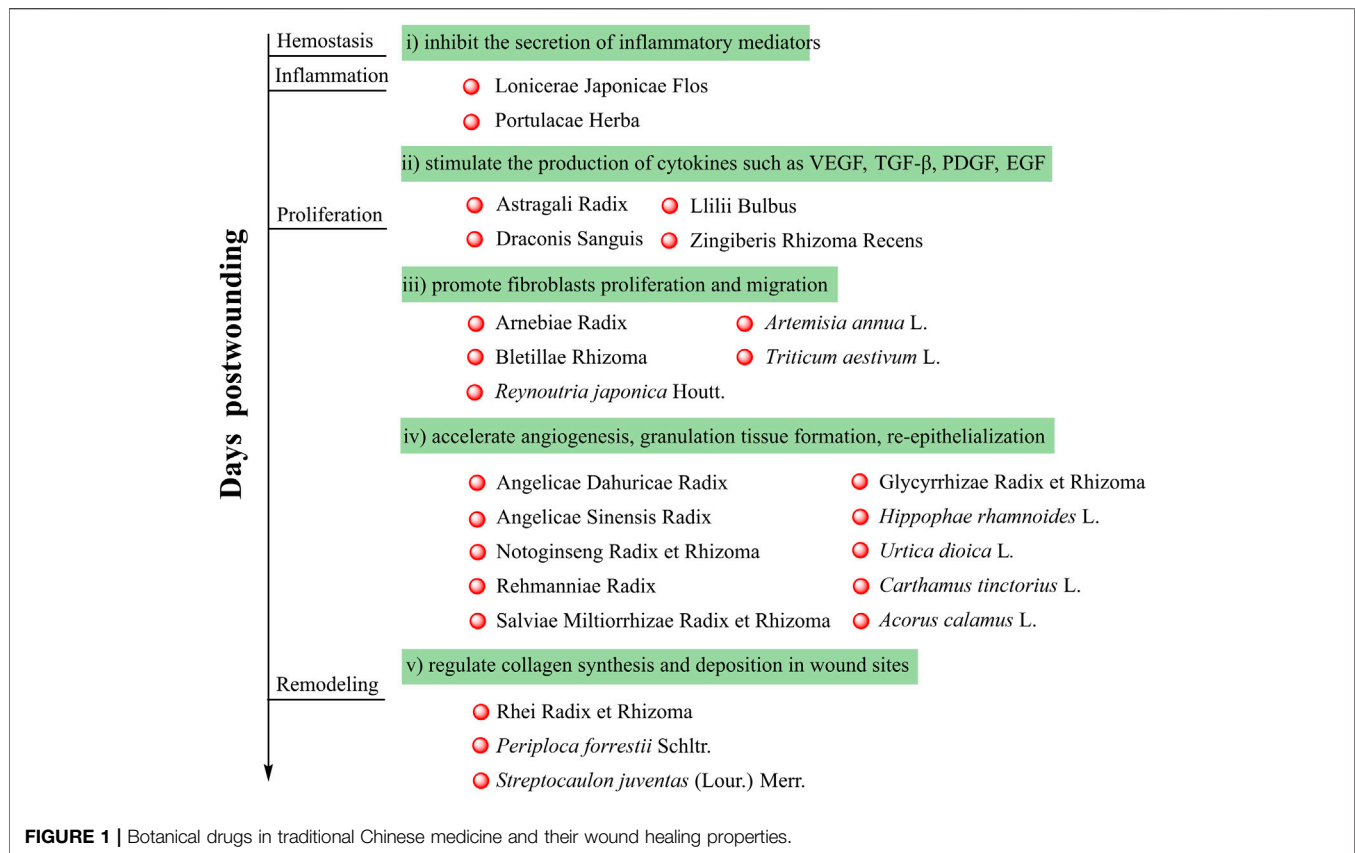 Days postwounding
Hemostasis
i) inhibit the secretion of inflammatory mediators
Inflammation
Lonicerae Japonicae Flos
Portulacae Herba
ii) stimulate the production of cytokines such as VEGF, TGF-β, PDGF, EGF
Proliferation
Astragali Radix
Llilii Bulbus
Draconis Sanguis
Zingiberis Rhizoma Recens
iii) promote fibroblasts proliferation and migration
Arnebiae Radix
Artemisia annua L.
Bletillae Rhizoma
Triticum aestivum L.
Reynoutria japonica Houtt.
iv) accelerate angiogenesis, granulation tissue formation, re-epithelialization
Angelicae Dahuricae Radix
Glycyrrhizae Radix et Rhizoma
Angelicae Sinensis Radix
Hippophae rhamnoides L.
Notoginseng Radix et Rhizoma
Urtica dioica L.
Rehmanniae Radix
Carthamus tinctorius L.
Salviae Miltiorrhizae Radix et Rhizoma
Acorus calamus L.
v) regulate collagen synthesis and deposition in wound sites
Remodeling
Rhei Radix et Rhizoma
Periploca forrestii Schltr.
Streptocaulon juventas (Lour.) Merr.
FIGURE 1 | Botanical drugs in traditional Chinese medicine and their wound healing properties.